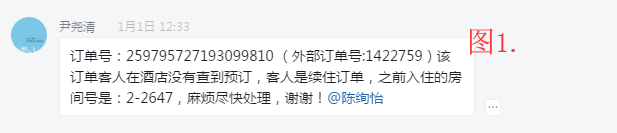 尹尧清 1月1日 12:33
订单号：259795727193099810 （外部订单号:1422759）该
订单客人在酒店没有查到预订，客人是续住订单，之前入住的房
间号是：2-2647，麻烦尽快处理，谢谢！@陈绚怡
图1.